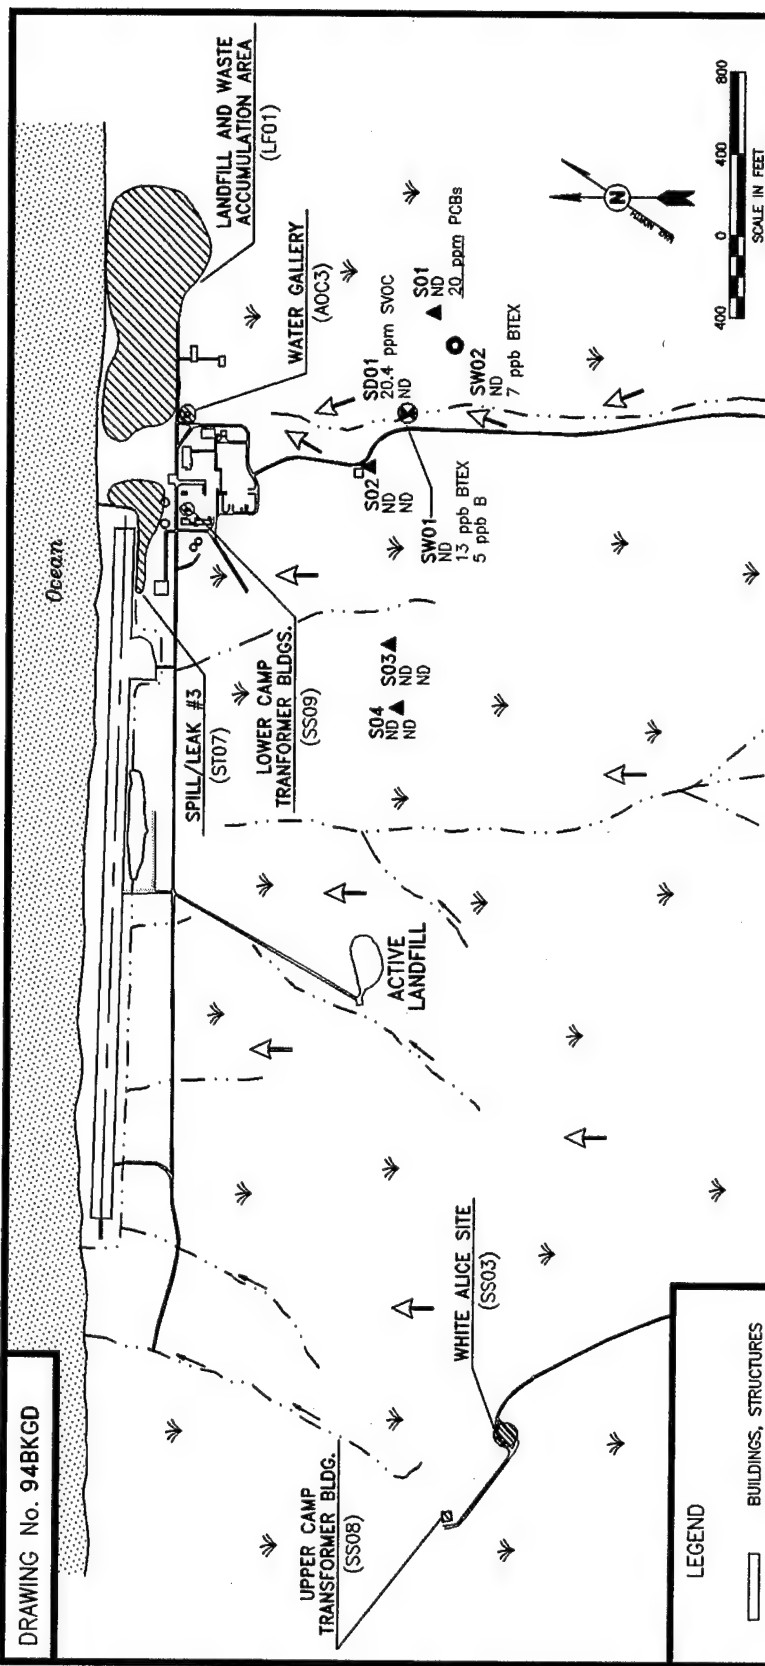 DRAWING No. 94BKGD
Ocean
LANDFILL AND WASTE
ACCUMULATION AREA
(LF01)
WATER GALLERY
(AOC3)
SPILL/LEAK #3
(ST07)
LOWER CAMP
TRANFORMER BLDGS.
(SS09)
S01
ND
20 ppm PCBs
SD01
20.4 ppm SVOC
ND
SW02
ND
7 ppb BTEX
S02
ND
ND
SW01
ND
13 ppb BTEX
5 ppb B
S03
ND
ND
S04
ND
ND
ACTIVE
LANDFILL
WHITE ALICE SITE
(SS03)
UPPER CAMP
TRANSFORMER BLDG.
(SS08)
N
MAG. NORTH
400 0 400 800
SCALE IN FEET
LEGEND
BUILDINGS, STRUCTURES